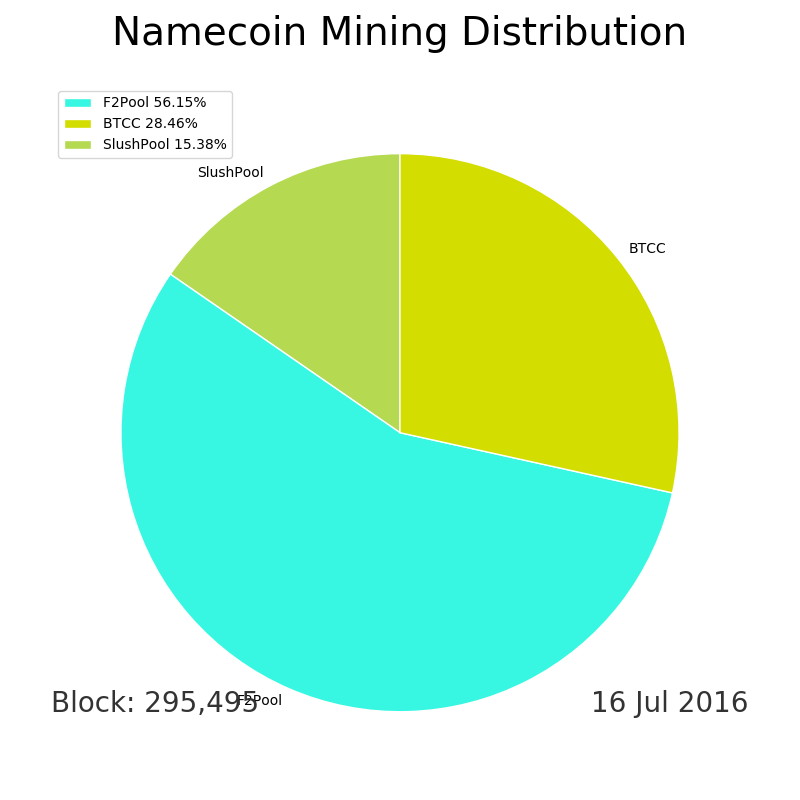 Namecoin Mining Distribution
F2Pool 56.15%
BTCC 28.46%
SlushPool 15.38%
SlushPool
BTCC
F2Pool
Block: 295,495
16 Jul 2016